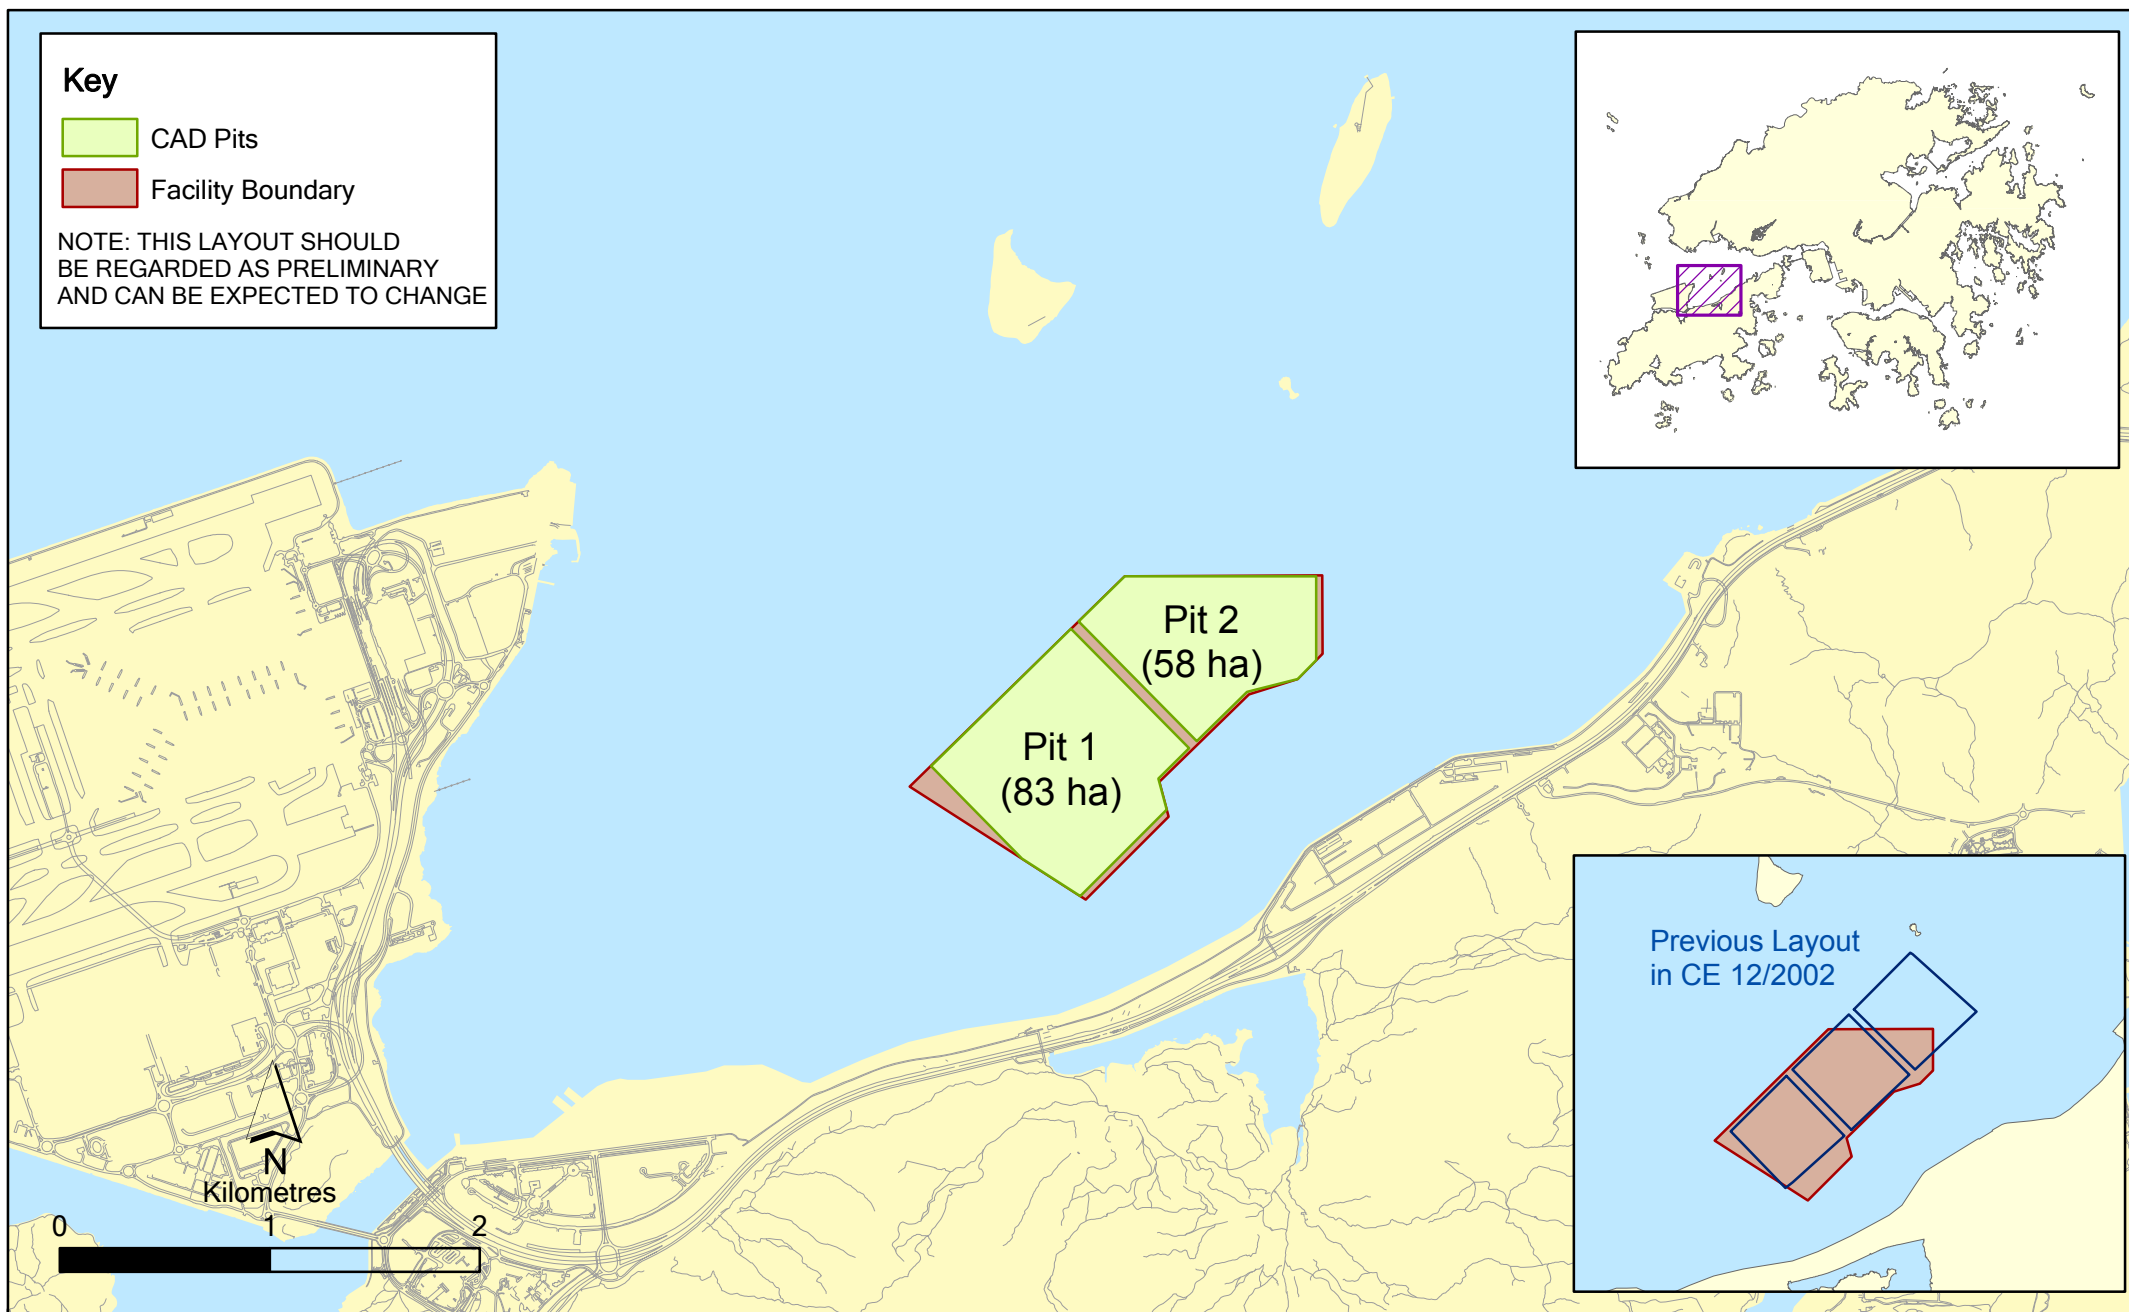 Key
CAD Pits
Facility Boundary
NOTE: THIS LAYOUT SHOULD
BE REGARDED AS PRELIMINARY
AND CAN BE EXPECTED TO CHANGE
Pit 2
(58 ha)
Pit 1
(83 ha)
Previous Layout
in CE 12/2002
N
Kilometres
0 1 2